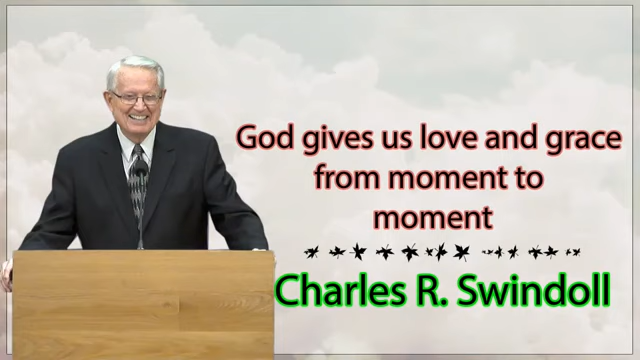 God gives us love and grace
from moment to
moment
Charles R. Swindoll